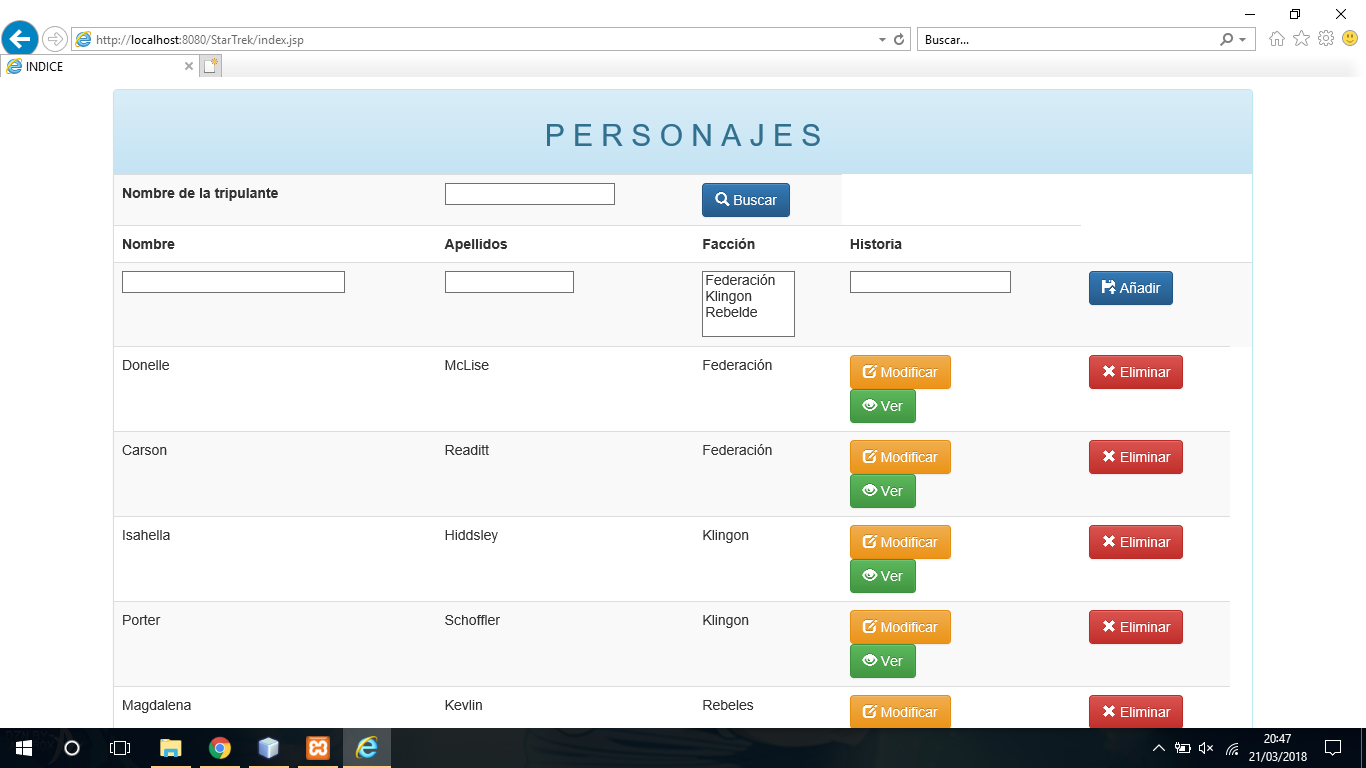 http://localhost:8080/StarTrek/index.jsp
Buscar...
INDICE
PERSONAJES
Nombre de la tripulante
Buscar
Nombre Apellidos Facción Historia
Federación
Klingon
Rebelde
Añadir
Donelle McLise Federación Modificar Eliminar
Ver
Carson Readitt Federación Modificar Eliminar
Ver
Isahella Hiddsley Klingon Modificar Eliminar
Ver
Porter Schoffler Klingon Modificar Eliminar
Ver
Magdalena Kevlin Rebeles Modificar Eliminar
20:47
21/03/2018